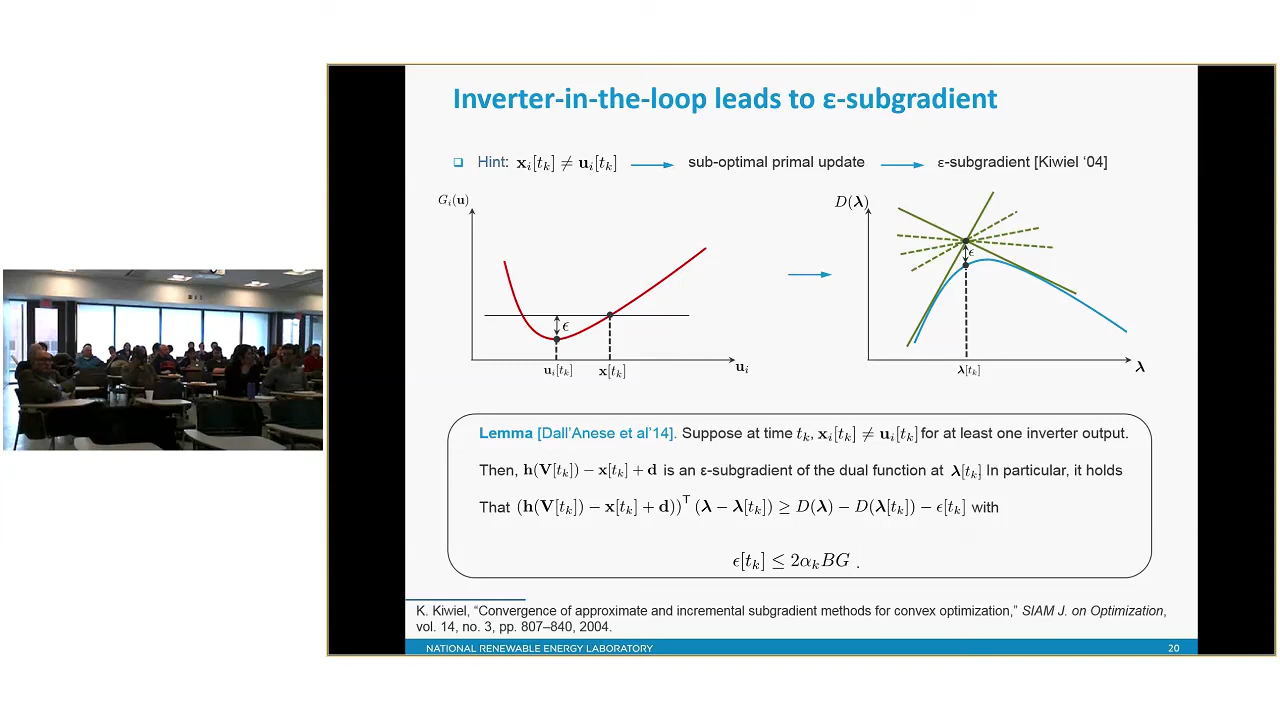 Inverter-in-the-loop leads to ε-subgradient
❑ Hint: xᵢ[tₖ] ≠ uᵢ[tₖ] → sub-optimal primal update → ε-subgradient [Kiwiel ‘04]
Gᵢ(u)
ϵ
uᵢ[tₖ] x[tₖ] uᵢ
D(λ)
ϵ
λ[tₖ] λ
Lemma [Dall’Anese et al’14]. Suppose at time tₖ, xᵢ[tₖ] ≠ uᵢ[tₖ] for at least one inverter output.
Then, h(V[tₖ]) − x[tₖ] + d is an ε-subgradient of the dual function at λ[tₖ] In particular, it holds
That (h(V[tₖ]) − x[tₖ] + d))ᵀ (λ − λ[tₖ]) ≥ D(λ) − D(λ[tₖ]) − ϵ[tₖ] with
ϵ[tₖ] ≤ 2αₖBG .
K. Kiwiel, “Convergence of approximate and incremental subgradient methods for convex optimization,” SIAM J. on Optimization,
vol. 14, no. 3, pp. 807–840, 2004.
NATIONAL RENEWABLE ENERGY LABORATORY 20